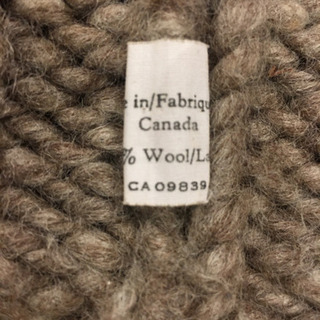 e in/Fabriqu
Canada
% Wool/La
CA 09839